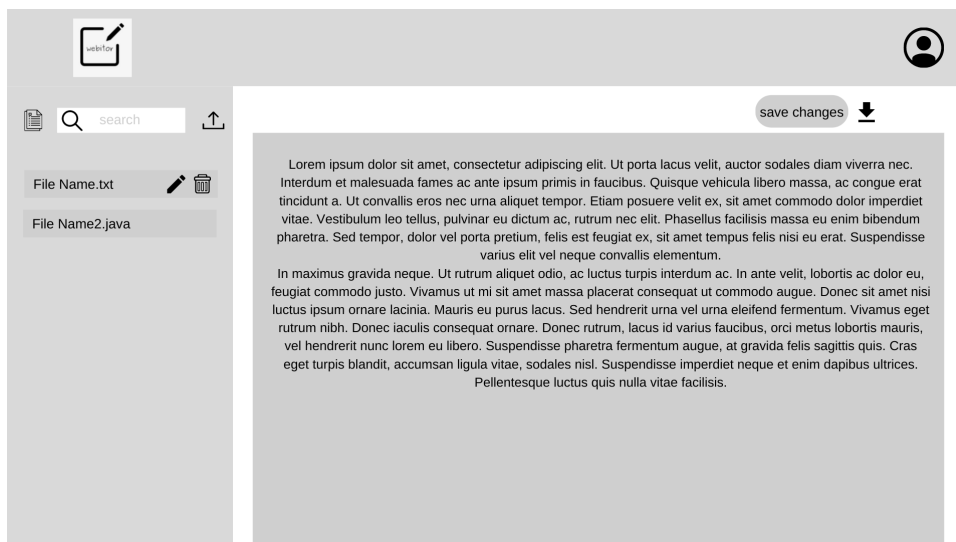 webitor
search
save changes
File Name.txt
File Name2.java
Lorem ipsum dolor sit amet, consectetur adipiscing elit. Ut porta lacus velit, auctor sodales diam viverra nec.
Interdum et malesuada fames ac ante ipsum primis in faucibus. Quisque vehicula libero massa, ac congue erat
tincidunt a. Ut convallis eros nec urna aliquet tempor. Etiam posuere velit ex, sit amet commodo dolor imperdiet
vitae. Vestibulum leo tellus, pulvinar eu dictum ac, rutrum nec elit. Phasellus facilisis massa eu enim bibendum
pharetra. Sed tempor, dolor vel porta pretium, felis est feugiat ex, sit amet tempus felis nisi eu erat. Suspendisse
varius elit vel neque convallis elementum.
In maximus gravida neque. Ut rutrum aliquet odio, ac luctus turpis interdum ac. In ante velit, lobortis ac dolor eu,
feugiat commodo justo. Vivamus ut mi sit amet massa placerat consequat ut commodo augue. Donec sit amet nisi
luctus ipsum ornare lacinia. Mauris eu purus lacus. Sed hendrerit urna vel urna eleifend fermentum. Vivamus eget
rutrum nibh. Donec iaculis consequat ornare. Donec rutrum, lacus id varius faucibus, orci metus lobortis mauris,
vel hendrerit nunc lorem eu libero. Suspendisse pharetra fermentum augue, at gravida felis sagittis quis. Cras
eget turpis blandit, accumsan ligula vitae, sodales nisl. Suspendisse imperdiet neque et enim dapibus ultrices.
Pellentesque luctus quis nulla vitae facilisis.